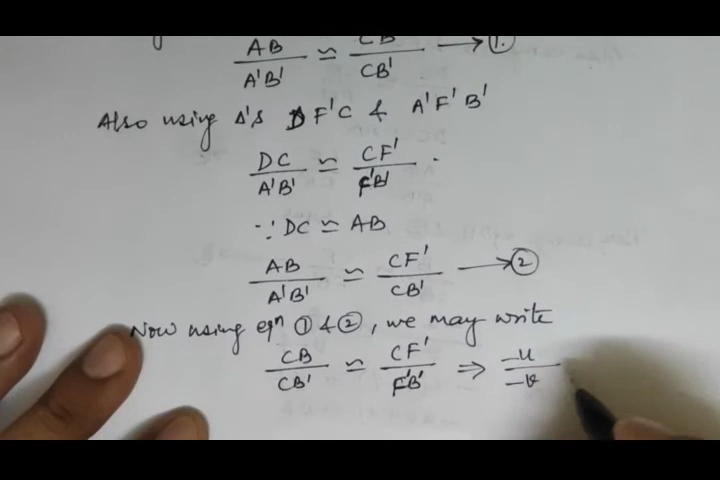 AB/A'B' ≃ CB/CB' → ①
Also using Δ'S DF'C & A'F'B'
DC/A'B' ≃ CF'/F'B' .
∵ DC ≃ AB
AB/A'B' ≃ CF'/CB' → ②
Now using eqⁿ ① & ②, we may write
CB/CB' ≃ CF'/F'B' ⇒ -u/-v